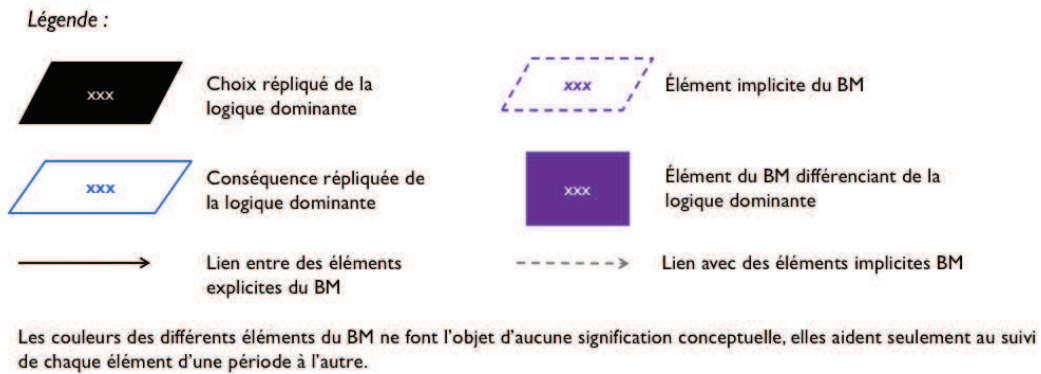 Légende :
xxx
Choix répliqué de la
logique dominante
xxx
Élément implicite du BM
xxx
Conséquence répliquée de
la logique dominante
xxx
Élément du BM différenciant de la
logique dominante
Lien entre des éléments
explicites du BM
Lien avec des éléments implicites BM
Les couleurs des différents éléments du BM ne font l'objet d'aucune signification conceptuelle, elles aident seulement au suivi
de chaque élément d'une période à l'autre.